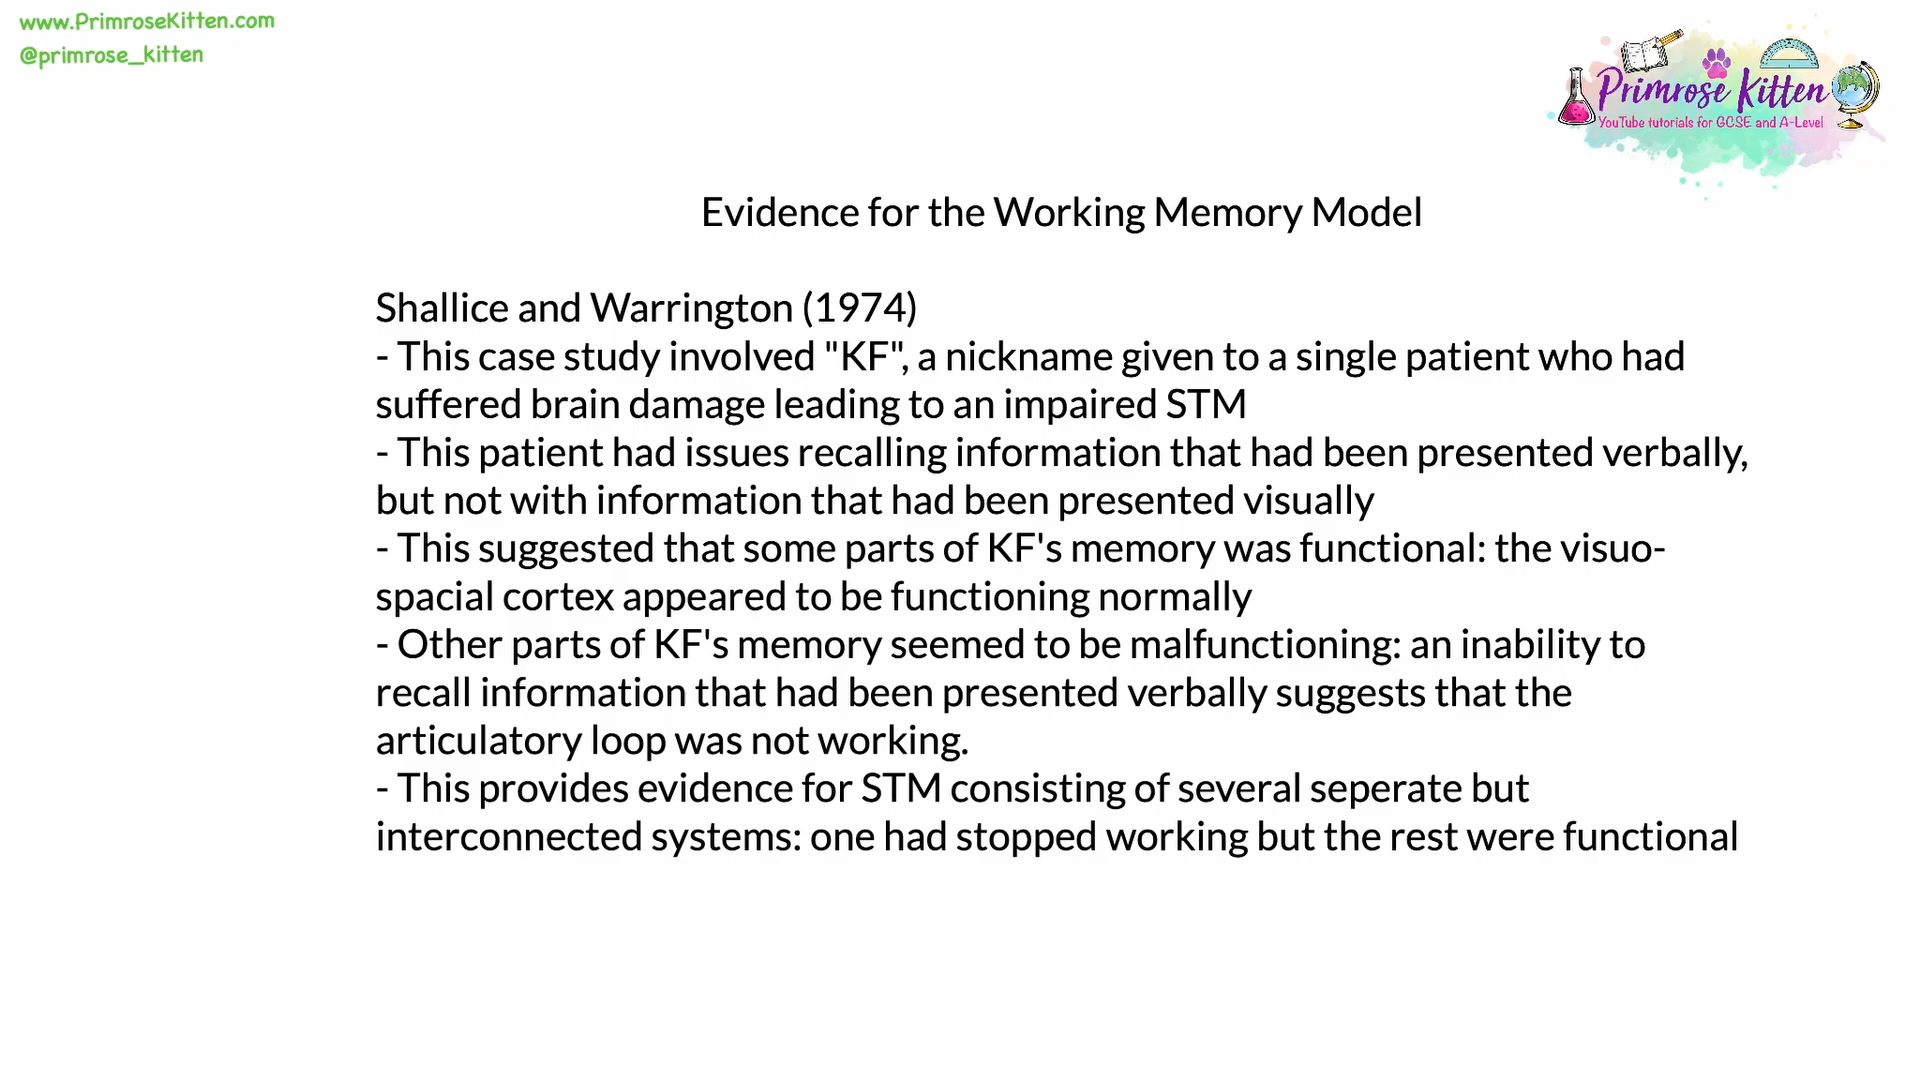 www.PrimroseKitten.com
@primrose_kitten
Primrose Kitten
YouTube tutorials for GCSE and A-Level
Evidence for the Working Memory Model
Shallice and Warrington (1974)
- This case study involved "KF", a nickname given to a single patient who had
suffered brain damage leading to an impaired STM
- This patient had issues recalling information that had been presented verbally,
but not with information that had been presented visually
- This suggested that some parts of KF's memory was functional: the visuo-
spacial cortex appeared to be functioning normally
- Other parts of KF's memory seemed to be malfunctioning: an inability to
recall information that had been presented verbally suggests that the
articulatory loop was not working.
- This provides evidence for STM consisting of several seperate but
interconnected systems: one had stopped working but the rest were functional